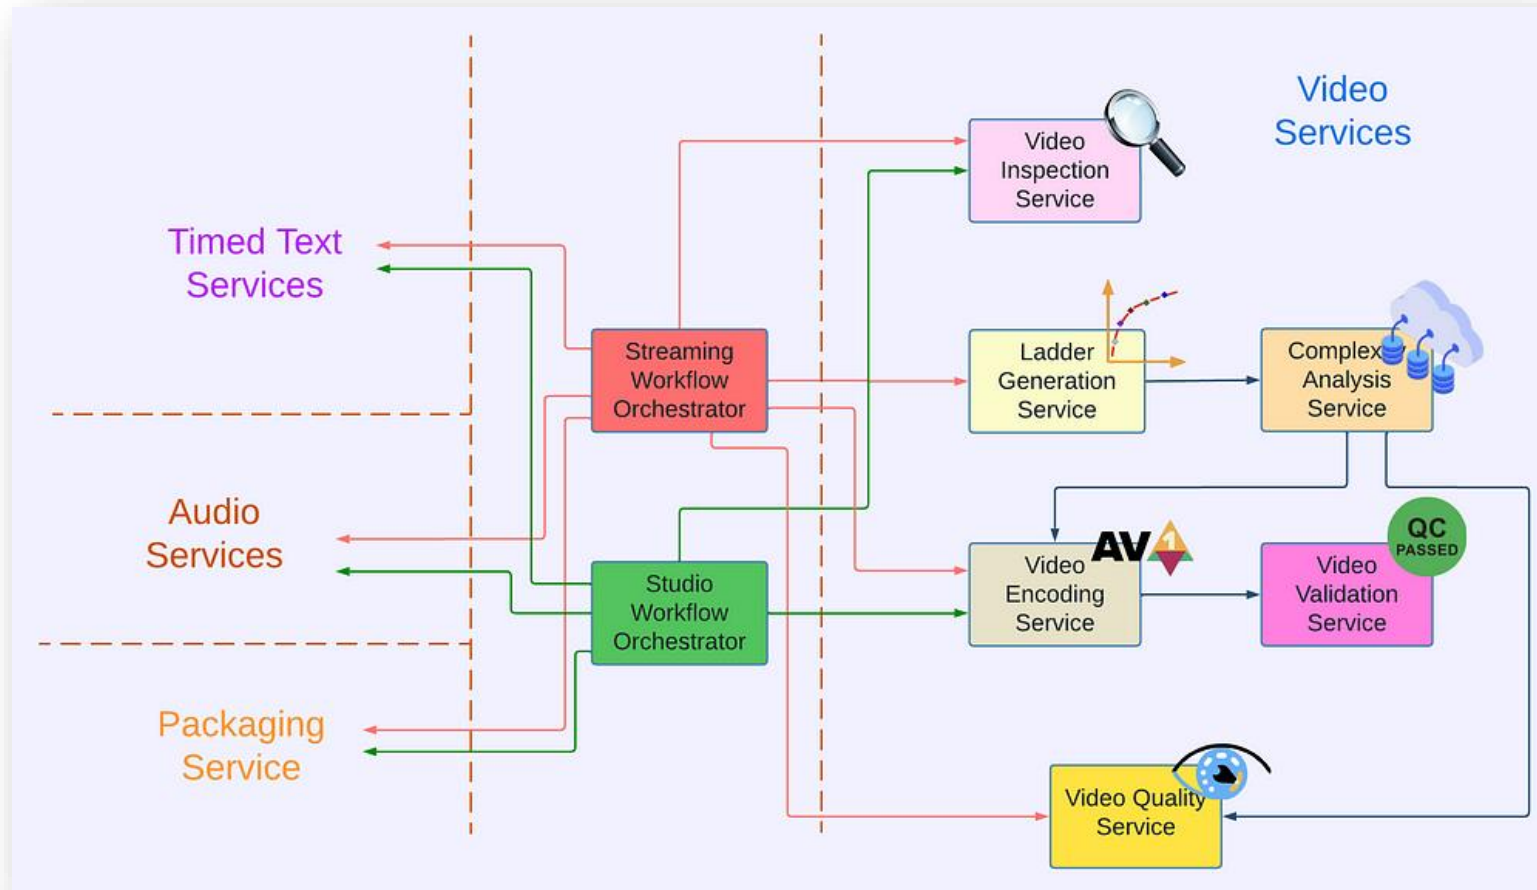 Video
Services
Video
Inspection
Service
Timed Text
Services
Streaming
Workflow
Orchestrator
Ladder
Generation
Service
Analysis
Service
Audio
Services
Studio
Workflow
Orchestrator
Video
Encoding
Service
AV1
Video
Validation
Service
QC
PASSED
Packaging
Service
Video Quality
Service